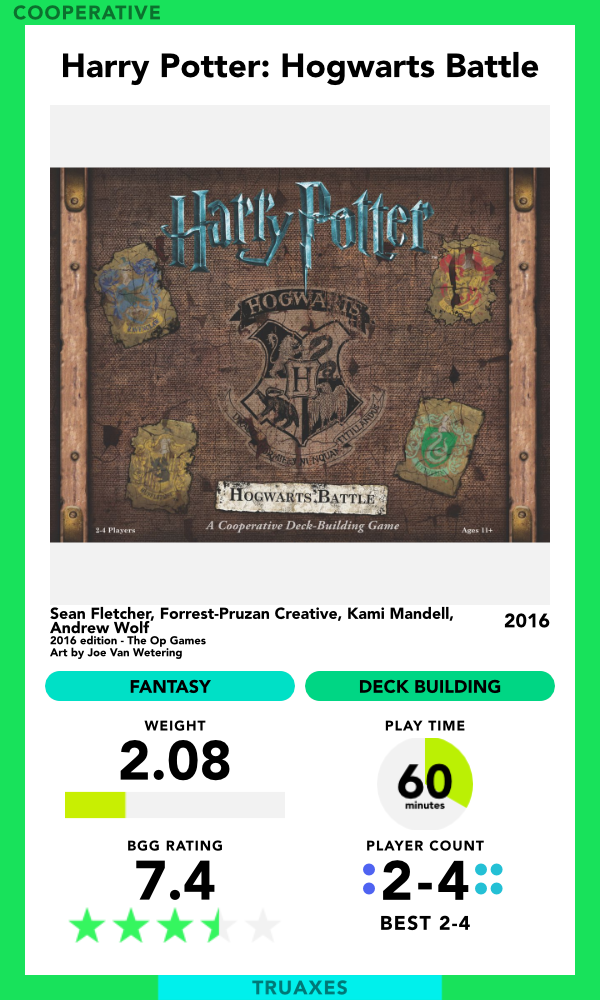 COOPERATIVE
Harry Potter: Hogwarts Battle
Harry Potter
HOGWARTS
H
HOGWARTS BATTLE
A Cooperative Deck-Building Game
2-4 Players
Ages 11+
Sean Fletcher, Forrest-Pruzan Creative, Kami Mandell,
Andrew Wolf
2016
2016 edition - The Op Games
Art by Joe Van Wetering
FANTASY
DECK BUILDING
WEIGHT
2.08
PLAY TIME
60
minutes
BGG RATING
7.4
PLAYER COUNT
2-4
BEST 2-4
TRUAXES